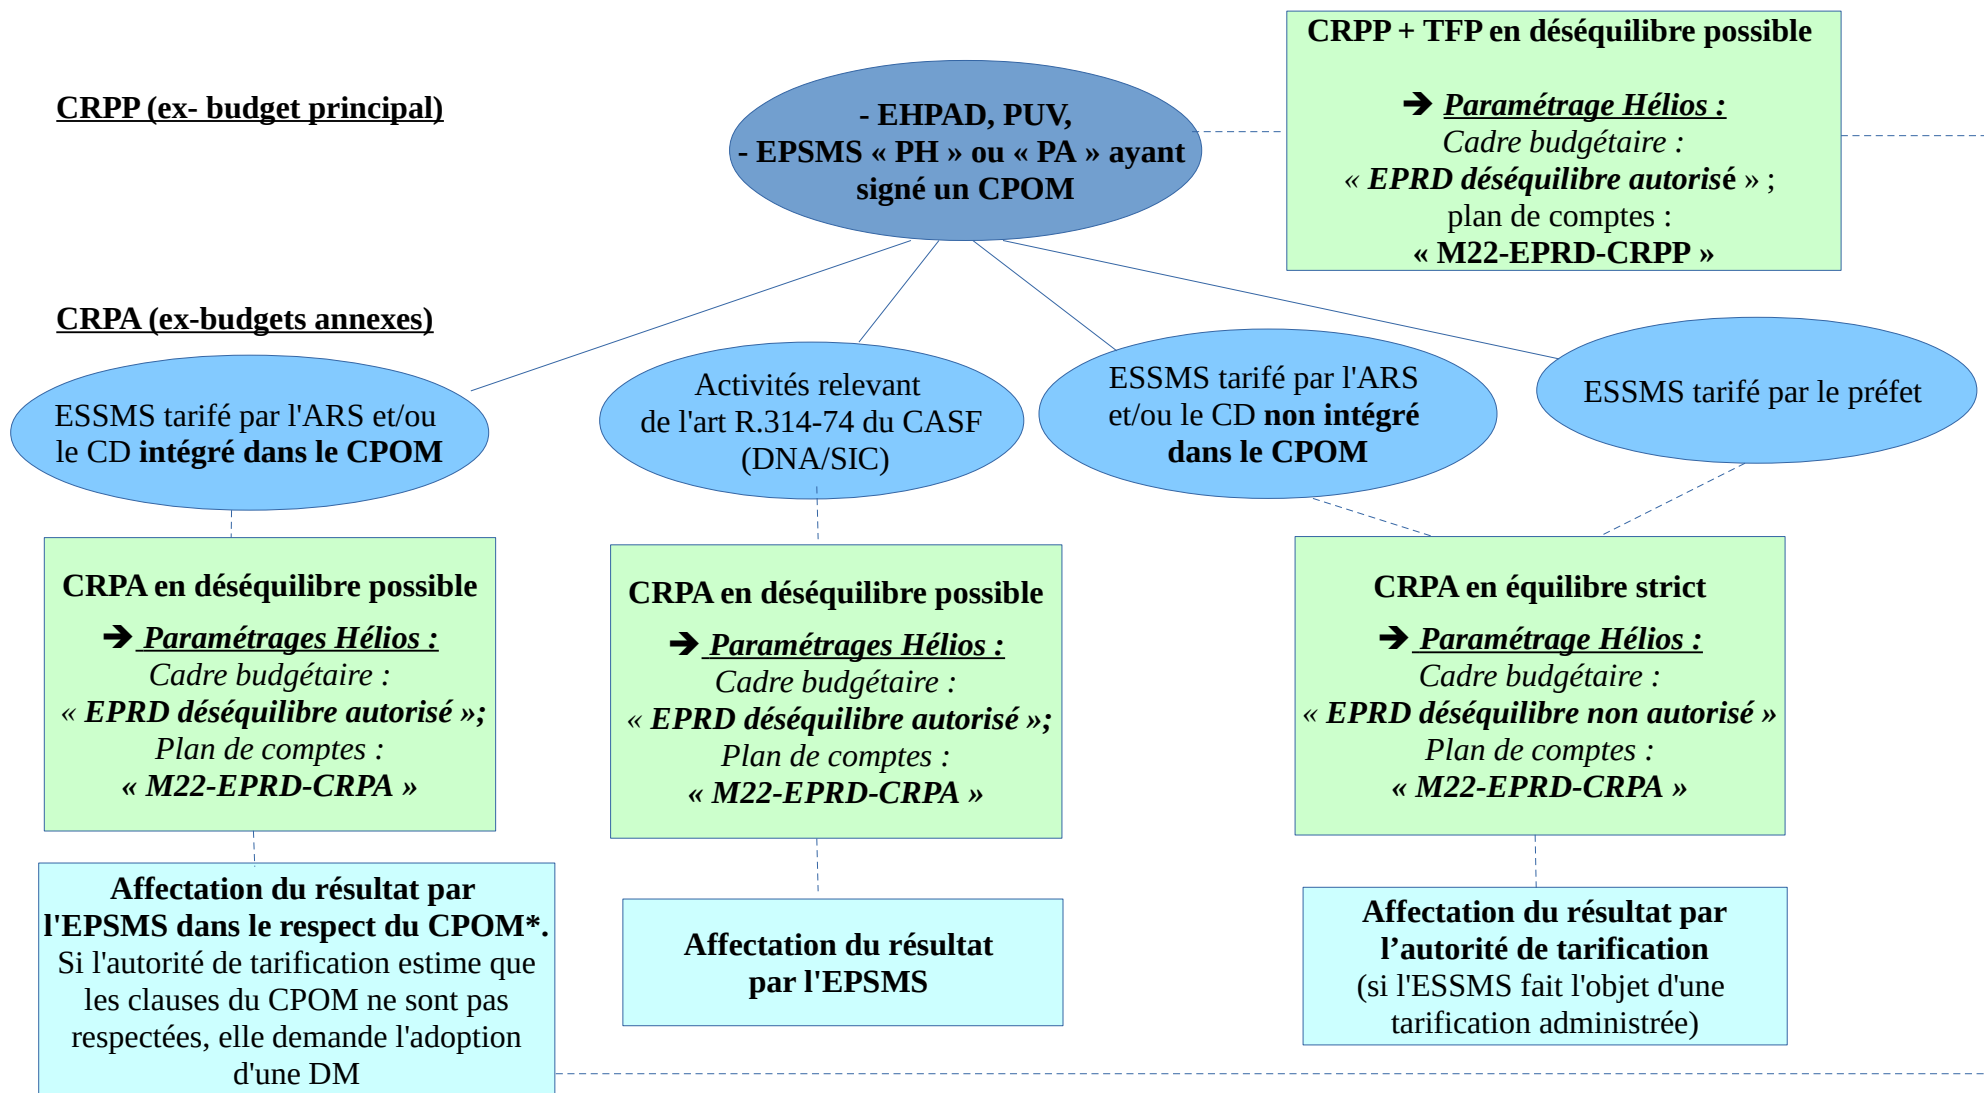 CRPP (ex- budget principal)
- EHPAD, PUV,
- EPSMS « PH » ou « PA » ayant
signé un CPOM
CRPP + TFP en déséquilibre possible
➔ Paramétrage Hélios :
Cadre budgétaire :
« EPRD déséquilibre autorisé » ;
plan de comptes :
« M22-EPRD-CRPP »
CRPA (ex-budgets annexes)
ESSMS tarifé par l'ARS et/ou
le CD intégré dans le CPOM
Activités relevant
de l'art R.314-74 du CASF
(DNA/SIC)
ESSMS tarifé par l'ARS
et/ou le CD non intégré
dans le CPOM
ESSMS tarifé par le préfet
CRPA en déséquilibre possible
➔ Paramétrages Hélios :
Cadre budgétaire :
« EPRD déséquilibre autorisé »;
Plan de comptes :
« M22-EPRD-CRPA »
CRPA en déséquilibre possible
➔ Paramétrages Hélios :
Cadre budgétaire :
« EPRD déséquilibre autorisé »;
Plan de comptes :
« M22-EPRD-CRPA »
CRPA en équilibre strict
➔ Paramétrage Hélios :
Cadre budgétaire :
« EPRD déséquilibre non autorisé »
Plan de comptes :
« M22-EPRD-CRPA »
Affectation du résultat par
l'EPSMS dans le respect du CPOM*.
Si l'autorité de tarification estime que
les clauses du CPOM ne sont pas
respectées, elle demande l'adoption
d'une DM
Affectation du résultat
par l'EPSMS
Affectation du résultat par
l’autorité de tarification
(si l'ESSMS fait l'objet d'une
tarification administrée)